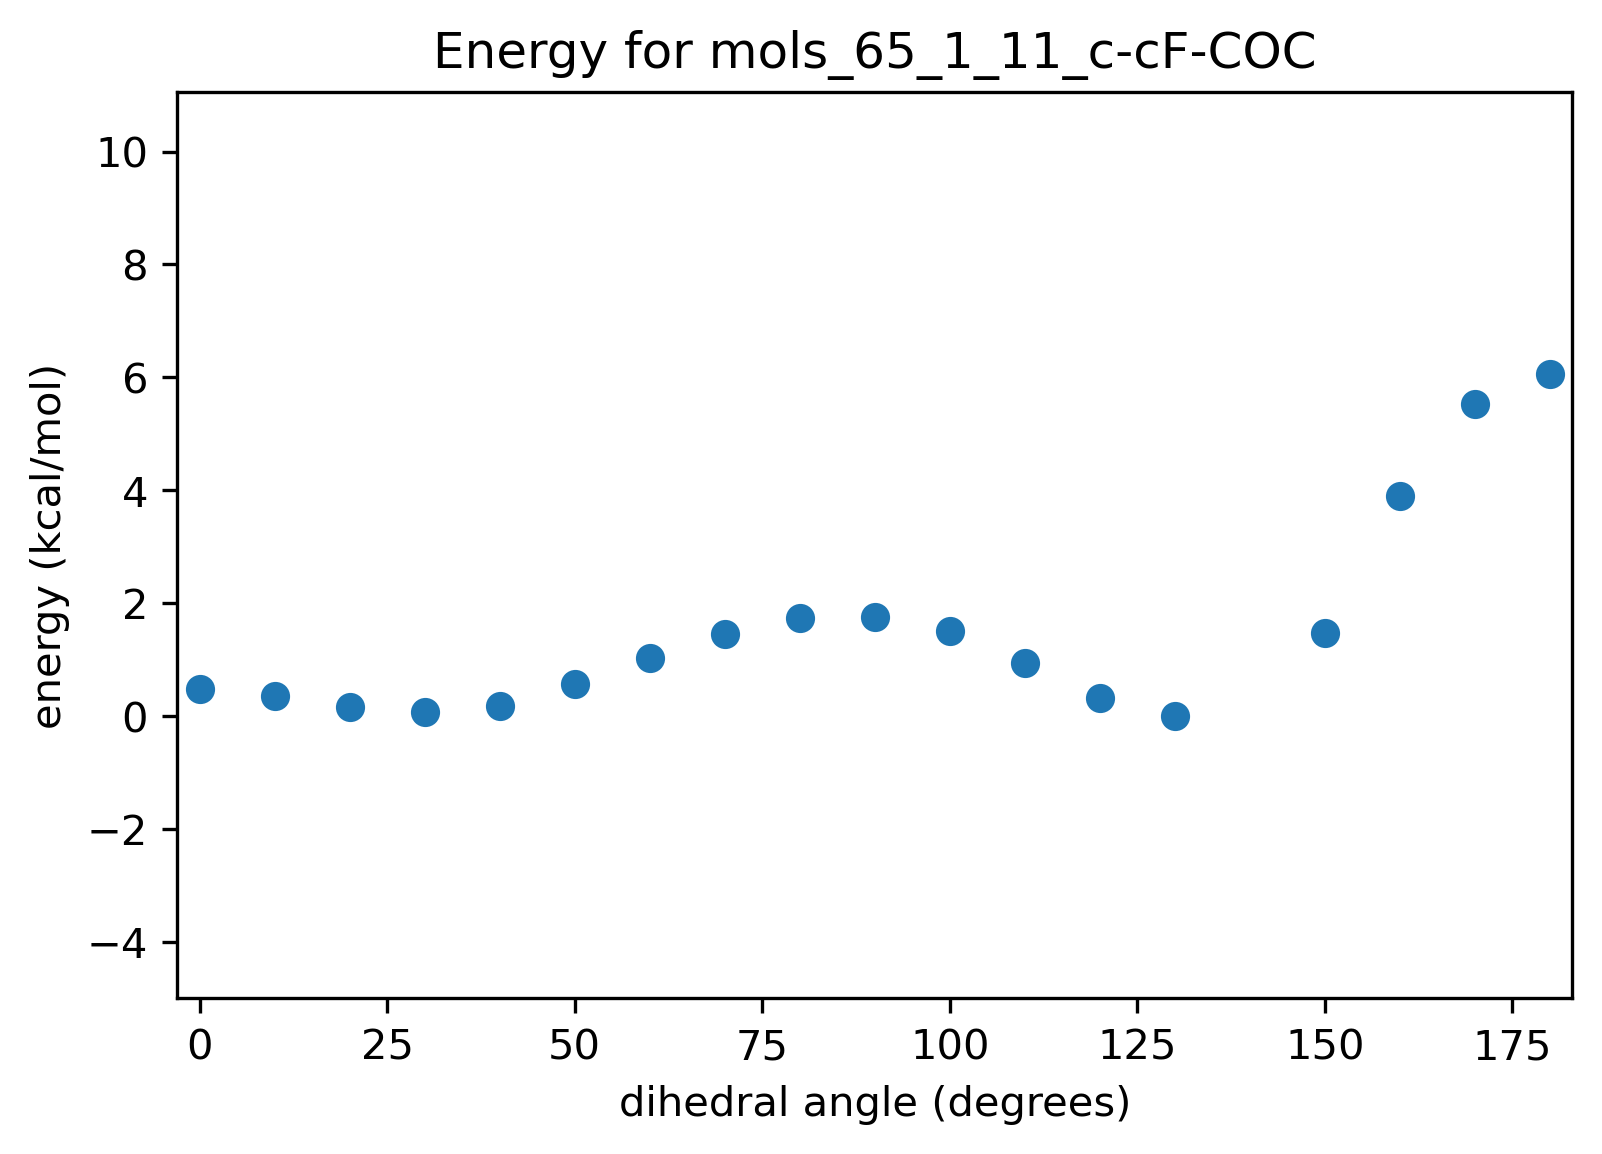 Energy for mols_65_1_11_c-cF-COC
10
8
6
4
2
0
−2
−4
energy (kcal/mol)
0 25 50 75 100 125 150 175
dihedral angle (degrees)